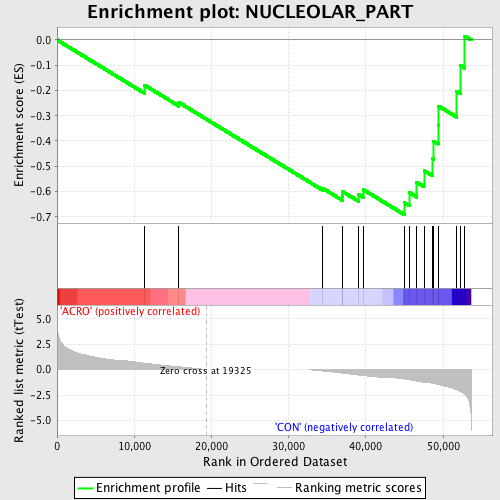 Enrichment plot: NUCLEOLAR_PART
Enrichment score (ES)
0.0
-0.1
-0.2
-0.3
-0.4
-0.5
-0.6
-0.7
'ACRO' (positively correlated)
Ranked list metric (tTest)
5.0
2.5
0.0
-2.5
-5.0
Zero cross at 19325
'CON' (negatively correlated)
0 10,000 20,000 30,000 40,000 50,000
Rank in Ordered Dataset
Enrichment profile Hits Ranking metric scores